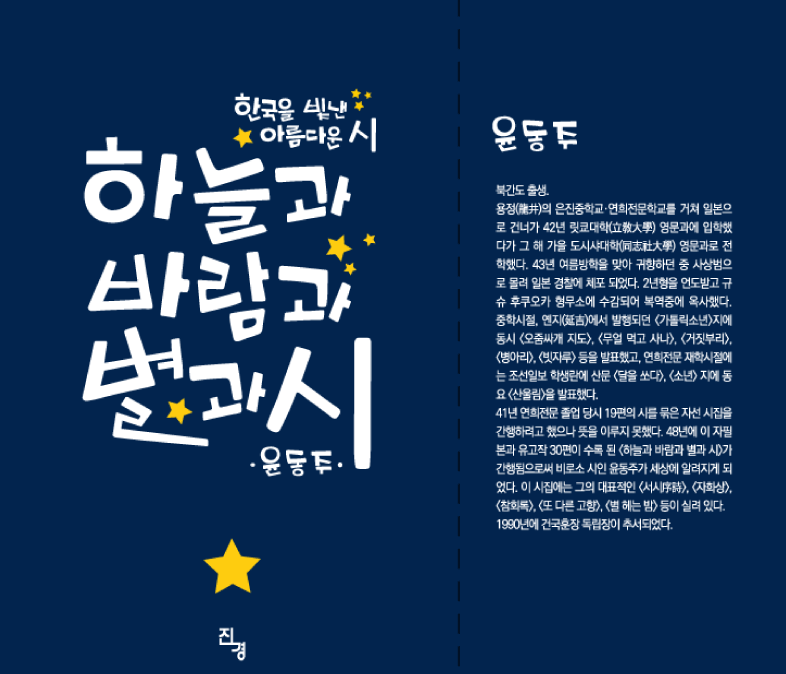 한국을 빛낸
아름다운 시
하늘과
바람과
별과 시
·윤동주·
진경
윤동주
북간도 출생.
용정(龍井)의 은진중학교·연희전문학교를 거쳐 일본으
로 건너가 42년 릿쿄대학(立敎大學) 영문과에 입학했
다가 그 해 가을 도시샤대학(同志社大學) 영문과로 전
학했다. 43년 여름방학을 맞아 귀향하던 중 사상범으
로 몰려 일본 경찰에 체포 되었다. 2년형을 언도받고 규
슈 후쿠오카 형무소에 수감되어 복역중에 옥사했다.
중학시절, 옌지(延吉)에서 발행되던 <가톨릭소년>지에
동시 <오줌싸개 지도>, <무얼 먹고 사나>, <거짓부리>,
<병아리>, <빗자루> 등을 발표했고, 연희전문 재학시절에
는 조선일보 학생란에 산문 <달을 쏘다>, <소년> 지에 동
요 <산울림>을 발표했다.
41년 연희전문 졸업 당시 19편의 시를 묶은 자선 시집을
간행하려고 했으나 뜻을 이루지 못했다. 48년에 이 자필
본과 유고작 30편이 수록 된 <하늘과 바람과 별과 시>가
간행됨으로써 비로소 시인 윤동주가 세상에 알려지게 되
었다. 이 시집에는 그의 대표적인 <서시序詩>, <자화상>,
<참회록>, <또 다른 고향>, <별 헤는 밤> 등이 실려 있다.
1990년에 건국훈장 독립장이 추서되었다.